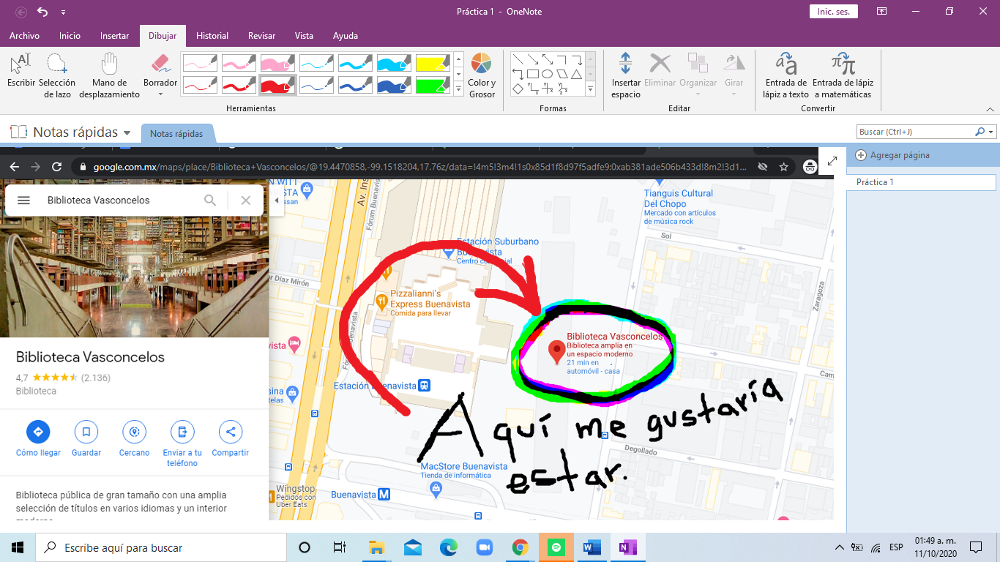 Práctica 1 - OneNote
Inic. ses.
Archivo Inicio Insertar Dibujar Historial Revisar Vista Ayuda
Escribir
Selección de lazo
Mano de desplazamiento
Borrador
Color y Grosor
Insertar espacio
Eliminar
Organizar
Girar
Entrada de lápiz a texto
Entrada de lápiz a matemáticas
Herramientas
Formas
Editar
Convertir
Notas rápidas
Notas rápidas
Buscar (Ctrl+J)
Agregar página
Práctica 1
google.com.mx/maps/place/Biblioteca+Vasconcelos/@19.4470858,-99.1518204,17.76z/data=!4m5!3m4!1s0x85d1f8d97f5adfe9:0xab381ade506b433d!8m2!3d1...
Biblioteca Vasconcelos
Biblioteca Vasconcelos
4,7 (2.136)
Biblioteca
Cómo llegar
Guardar
Cercano
Enviar a tu teléfono
Compartir
Biblioteca pública de gran tamaño con una amplia
selección de títulos en varios idiomas y un interior
Av. Ins
Fórum Buenavista
Tianguis Cultural
Del Chopo
Mercado con artículos
de música rock
Sol
Zaragoza
Estación Suburbano
Buenavista
Centro comercial
or Díaz Mirón
Pizzalianni's
Express Buenavista
Comida para llevar
Biblioteca Vasconcelos
Biblioteca amplia en
un espacio moderno
21 min en
automóvil - casa
Cam
vista
Estación Buenavista
sina
telas
Aquí me gustaría
estar.
Degollado
MacStore Buenavista
Tienda de informática
Wingstop
Pedidos con
Uber Eats
Buenavista M
Escribe aquí para buscar
ESP
01:49 a. m.
11/10/2020